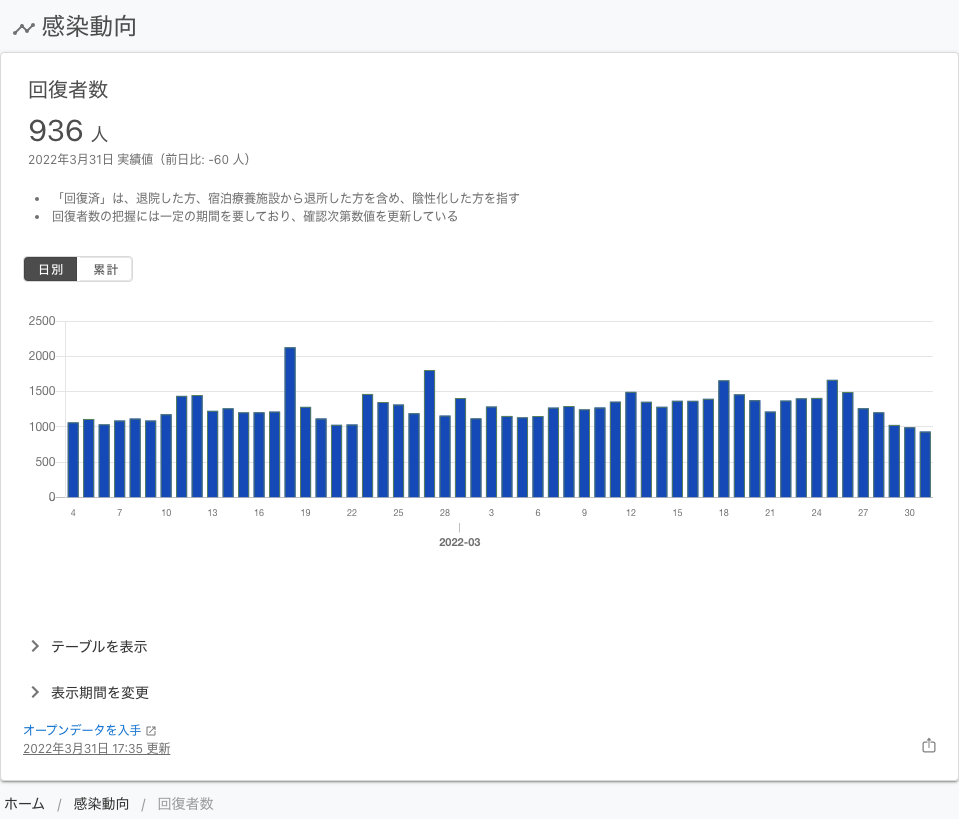 感染動向
回復者数
936 人
2022年3月31日 実績値（前日比: -60 人）
• 「回復済」は、退院した方、宿泊療養施設から退所した方を含め、陰性化した方を指す
• 回復者数の把握には一定の期間を要しており、確認次第数値を更新している
日別 累計
2500
2000
1500
1000
500
0
4 7 10 13 16 19 22 25 28 3 6 9 12 15 18 21 24 27 30
2022-03
テーブルを表示
表示期間を変更
オープンデータを入手
2022年3月31日 17:35 更新
ホーム / 感染動向 / 回復者数